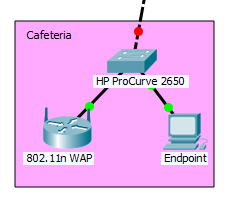 Cafeteria
HP ProCurve 2650
802.11n WAP
Endpoint